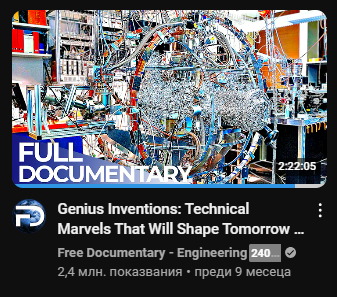 FULL
DOCUMENTARY
2:22:05
FD
Genius Inventions: Technical
Marvels That Will Shape Tomorrow ...
Free Documentary - Engineering 240...
2,4 млн. показвания • преди 9 месеца